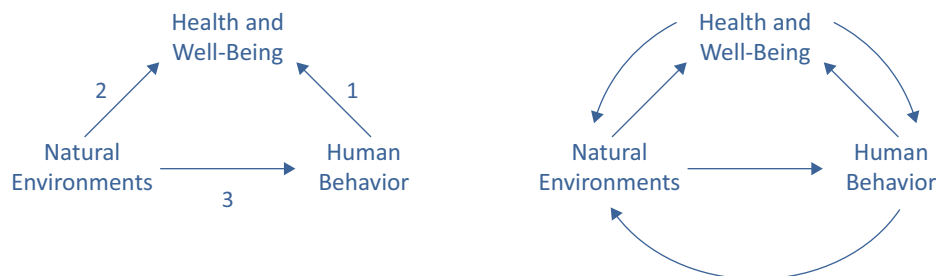 Health and
Well-Being
2
1
Natural
Environments
3
Human
Behavior
Health and
Well-Being
Natural
Environments
Human
Behavior